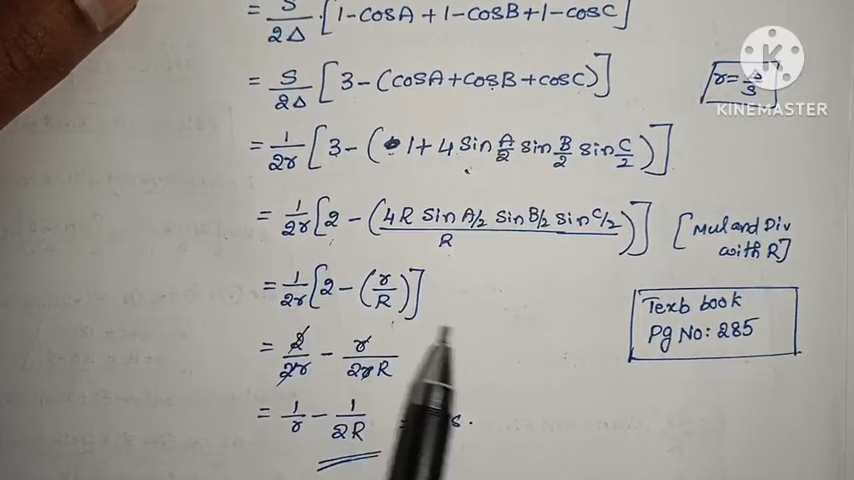 = S/2Δ · [1-cosA + 1-cosB + 1-cosC]
= S/2Δ [3 - (cosA + cosB + cosC)]
r = Δ/S
KINEMASTER
= 1/2r [3 - (1 + 4 sin A/2 sin B/2 sin C/2)]
= 1/2r [2 - (4R sin A/2 sin B/2 sin C/2 / R)] [Mul and Div with R]
= 1/2r [2 - (r/R)]
Texb book
Pg No: 285
= 2/2r - r/2rR
= 1/r - 1/2R =